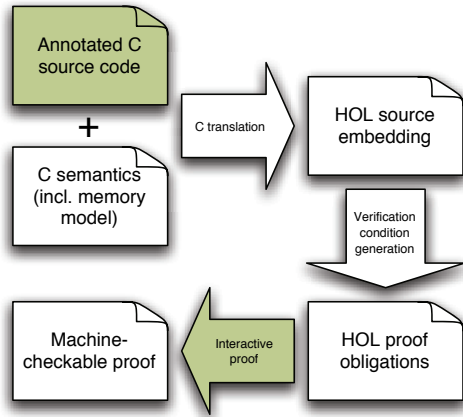 Annotated C
source code
+
C semantics
(incl. memory
model)
C translation
HOL source
embedding
Verification
condition
generation
HOL proof
obligations
Interactive
proof
Machine-
checkable proof